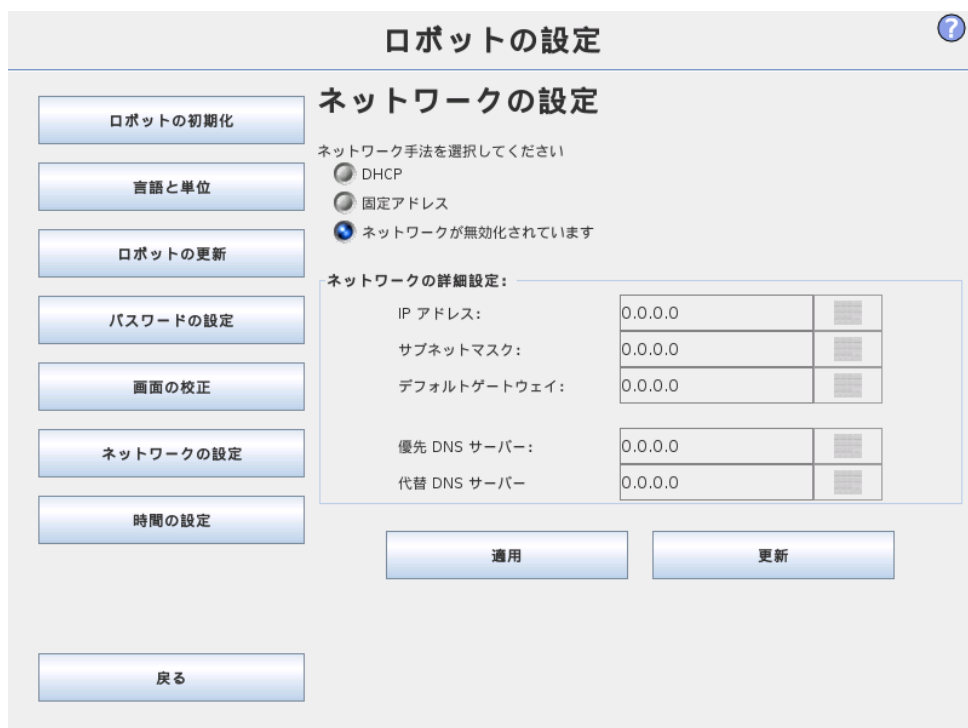 ロボットの設定
?
ロボットの初期化
言語と単位
ロボットの更新
パスワードの設定
画面の校正
ネットワークの設定
時間の設定
戻る
ネットワークの設定
ネットワーク手法を選択してください
DHCP
固定アドレス
ネットワークが無効化されています
ネットワークの詳細設定:
IP アドレス: 0.0.0.0
サブネットマスク: 0.0.0.0
デフォルトゲートウェイ: 0.0.0.0
優先 DNS サーバー: 0.0.0.0
代替 DNS サーバー 0.0.0.0
適用 更新